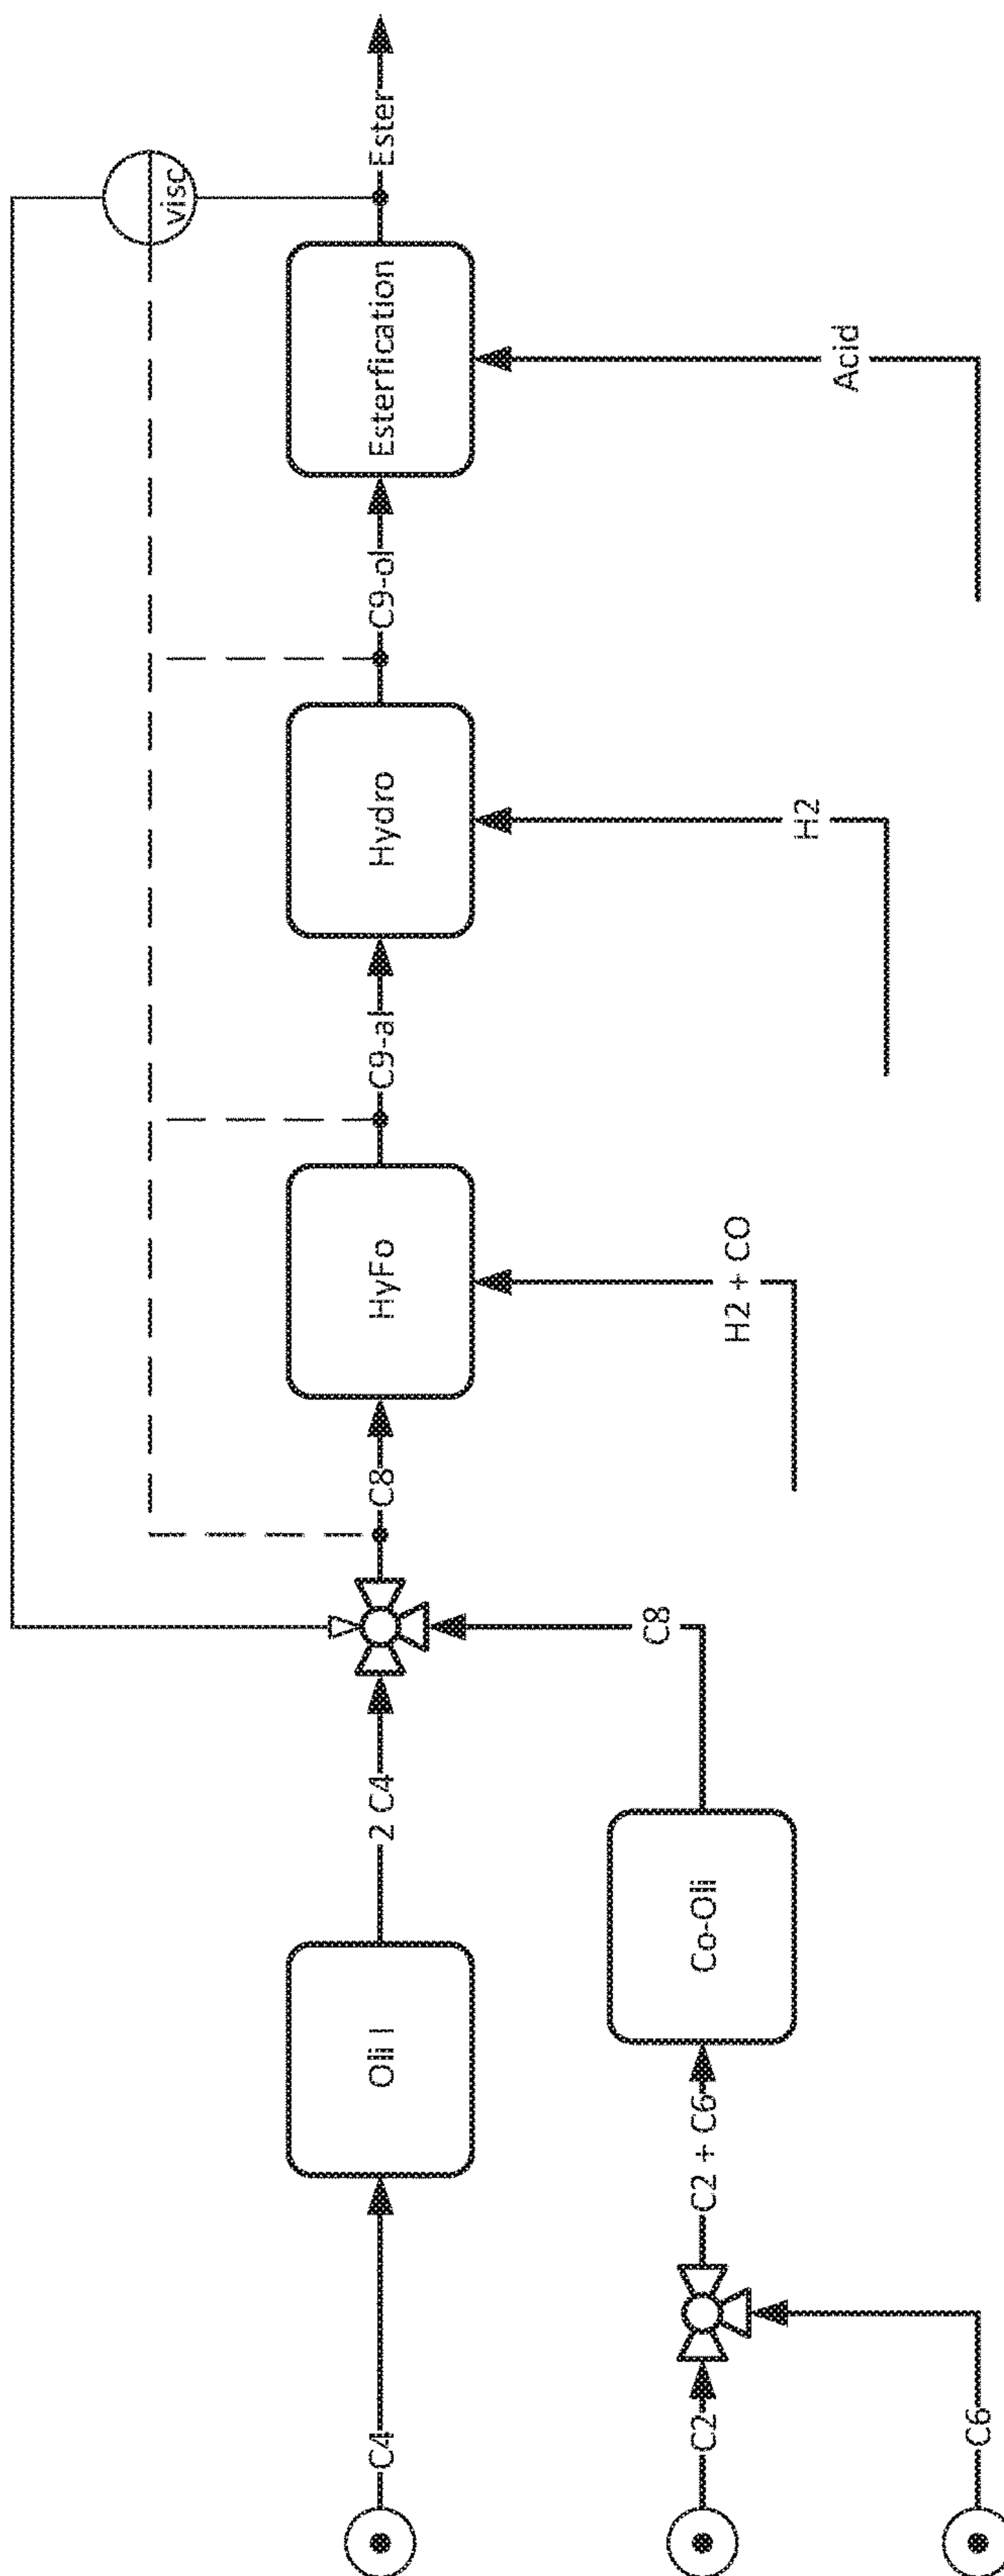 C4
Oli I
2 C4
C8
HyFo
C9-al
Hydro
C9-ol
Esterfication
Ester
visc
C2
C2 + C6
Co-Oli
C8
C6
H2 + CO
H2
Acid